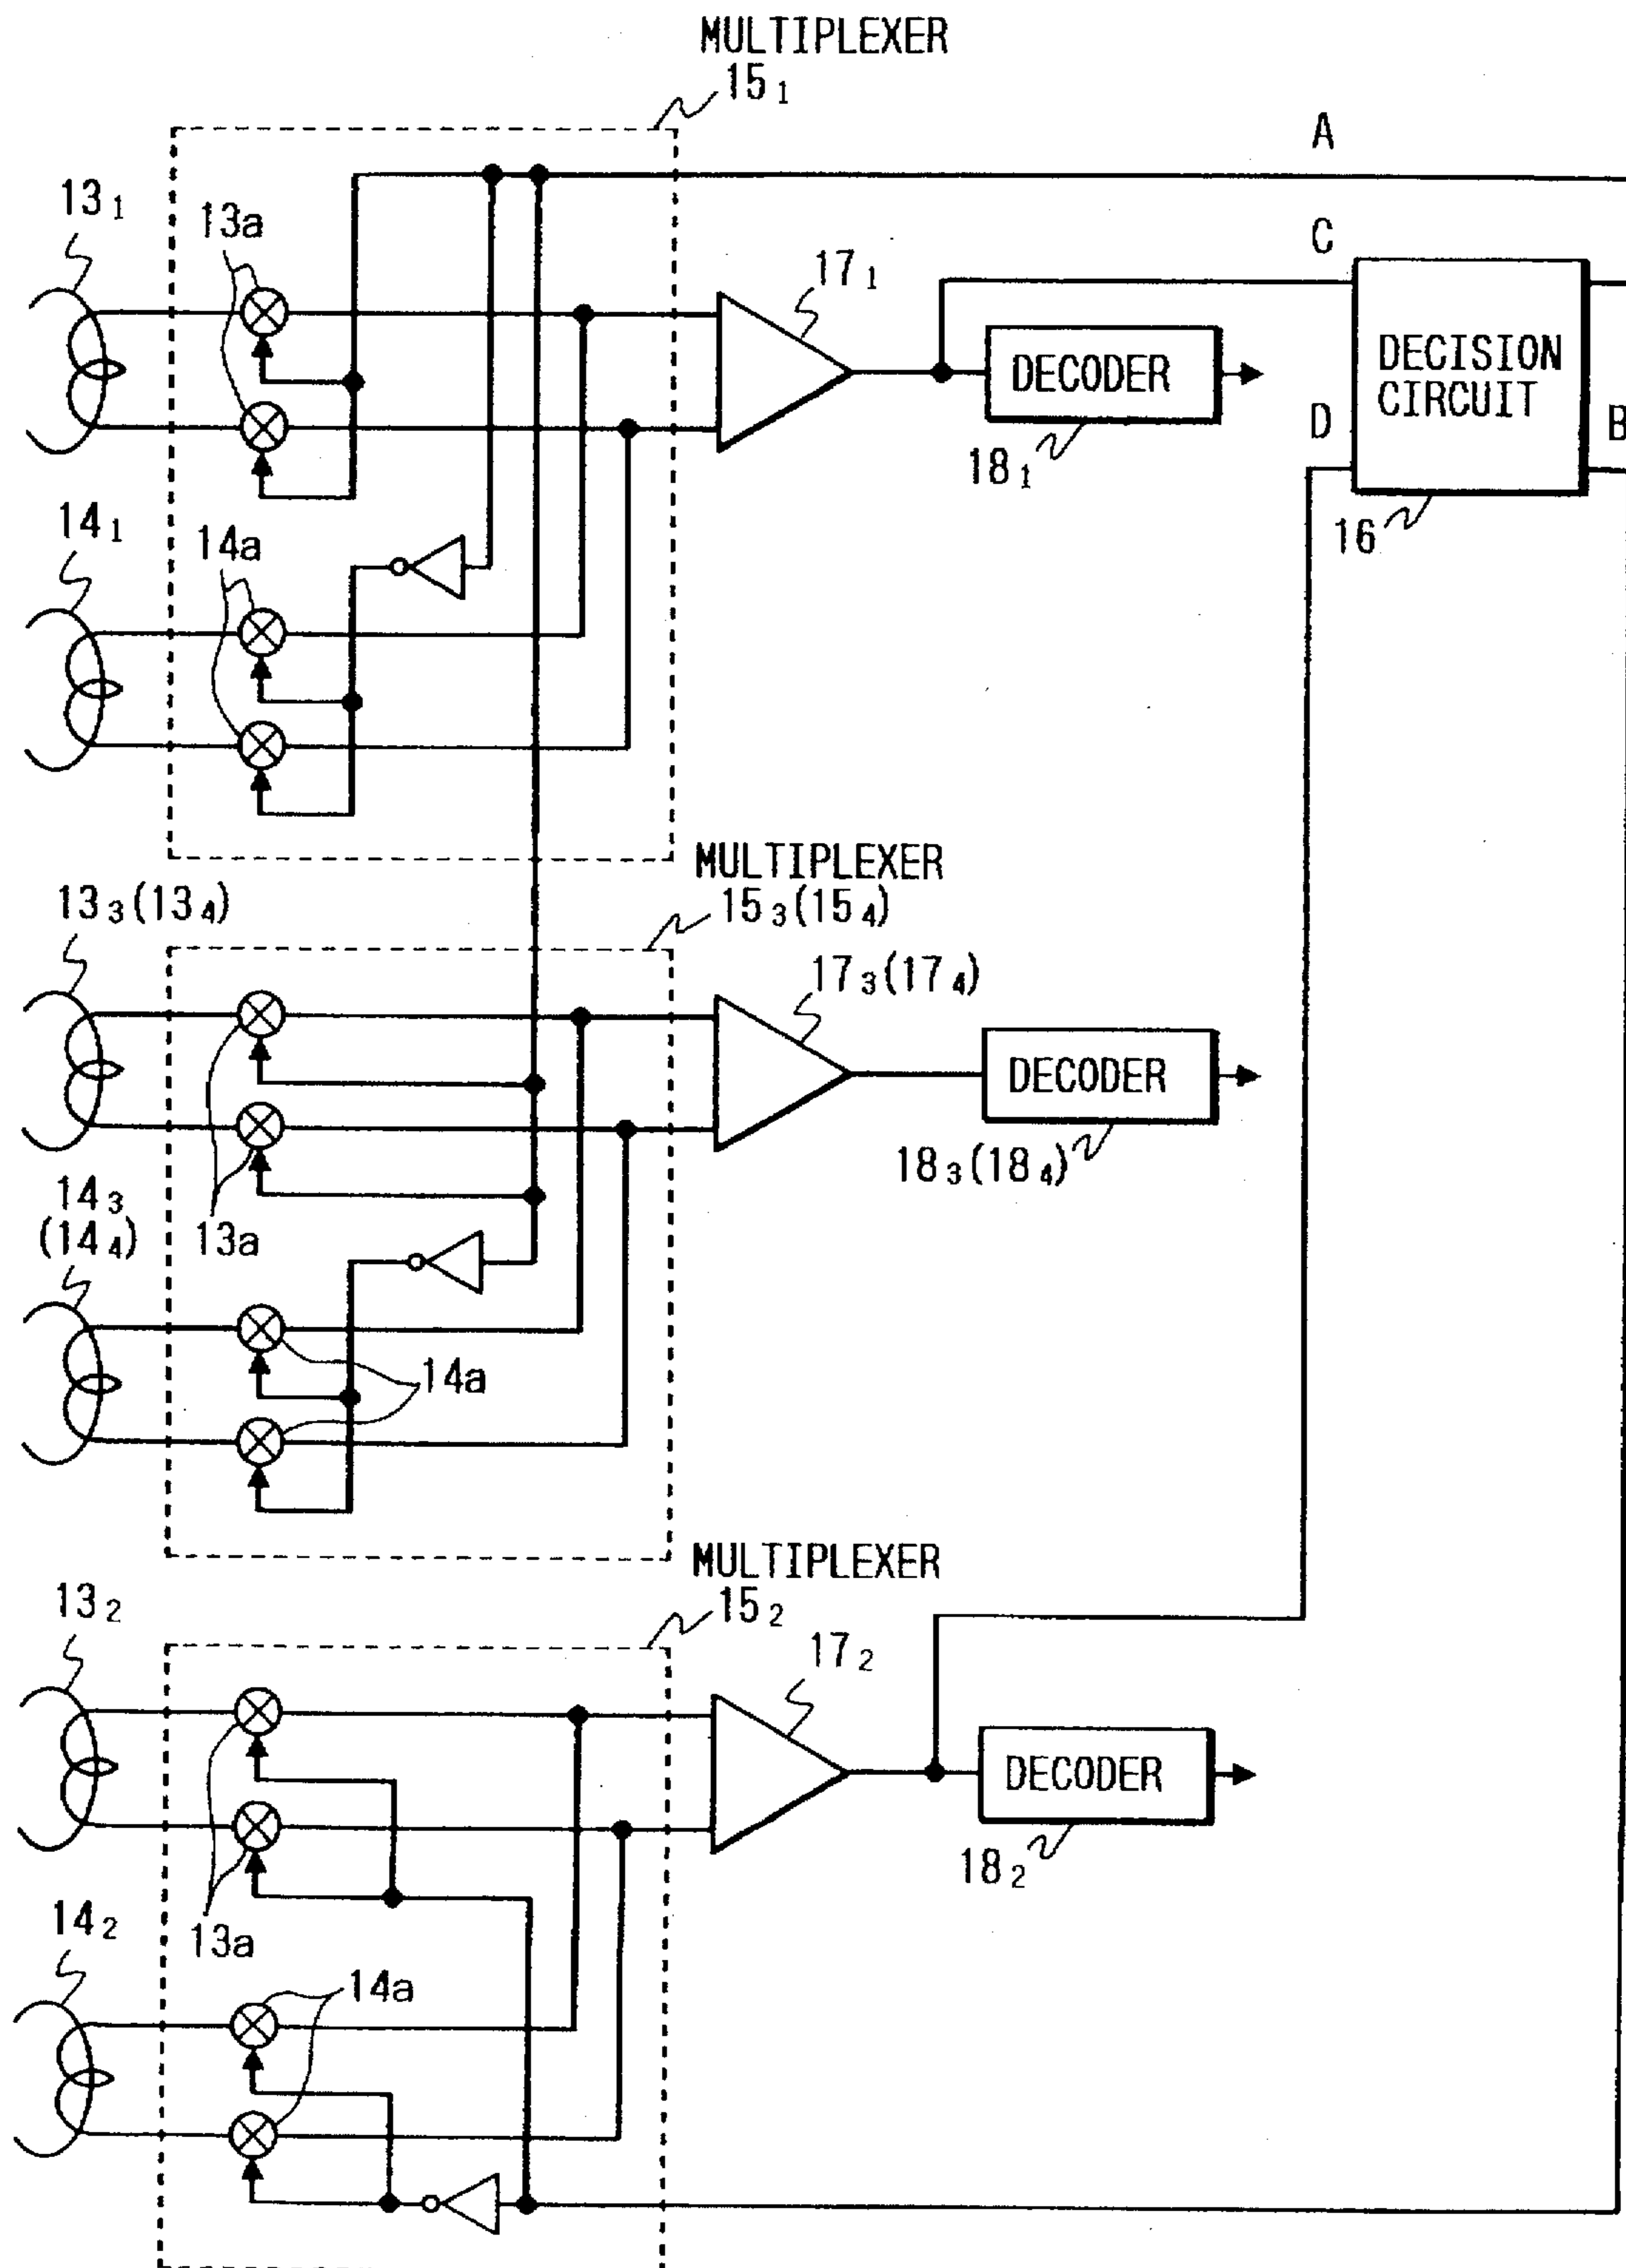 MULTIPLEXER
15₁
A
13₁
13a
C
17₁
DECODER
DECISION
CIRCUIT
D
B
18₁
16
14₁
14a
MULTIPLEXER
15₃(15₄)
13₃(13₄)
17₃(17₄)
DECODER
18₃(18₄)
14₃
(14₄)
13a
14a
MULTIPLEXER
15₂
13₂
17₂
DECODER
18₂
13a
14₂
14a